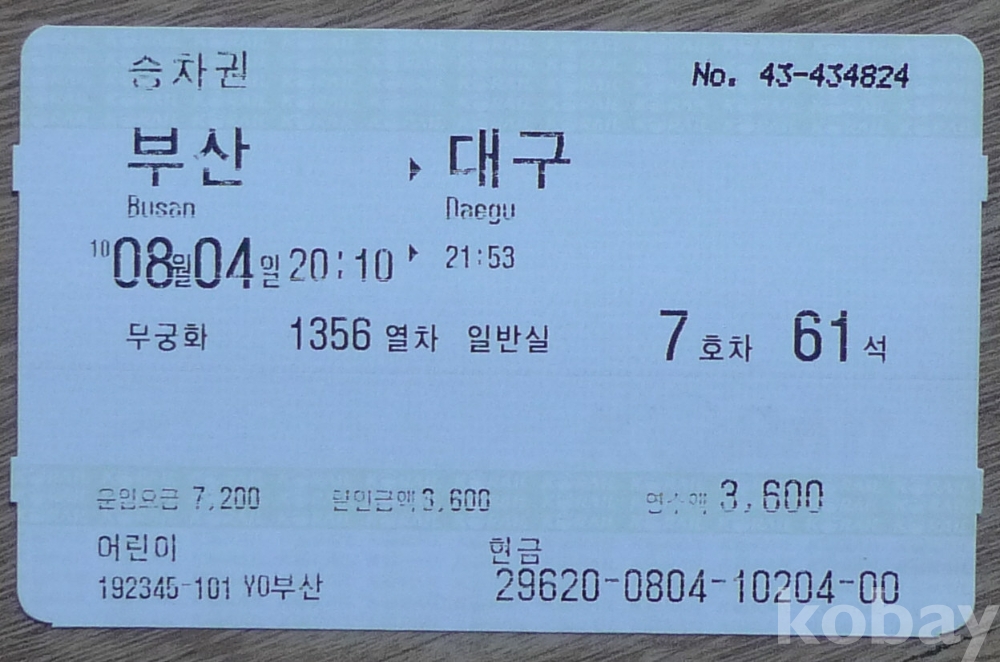 승차권 No. 43-434824
부산 ▶ 대구
Busan Daegu
10 08월 04일 20:10 ▶ 21:53
무궁화 1356 열차 일반실 7 호차 61 석
운임요금 7,200 할인금액 3,600 영수액 3,600
어린이 현금
192345-101 Y0부산 29620-0804-10204-00
kobay